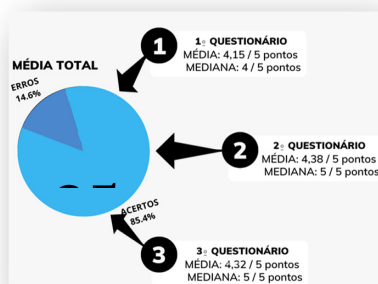 1
1º QUESTIONÁRIO
MÉDIA: 4,15 / 5 pontos
MEDIANA: 4 / 5 pontos
MÉDIA TOTAL
ERROS
14.6%
2
2º QUESTIONÁRIO
MÉDIA: 4,38 / 5 pontos
MEDIANA: 5 / 5 pontos
ACERTOS
85.4%
3
3º QUESTIONÁRIO
MÉDIA: 4,32 / 5 pontos
MEDIANA: 5 / 5 pontos